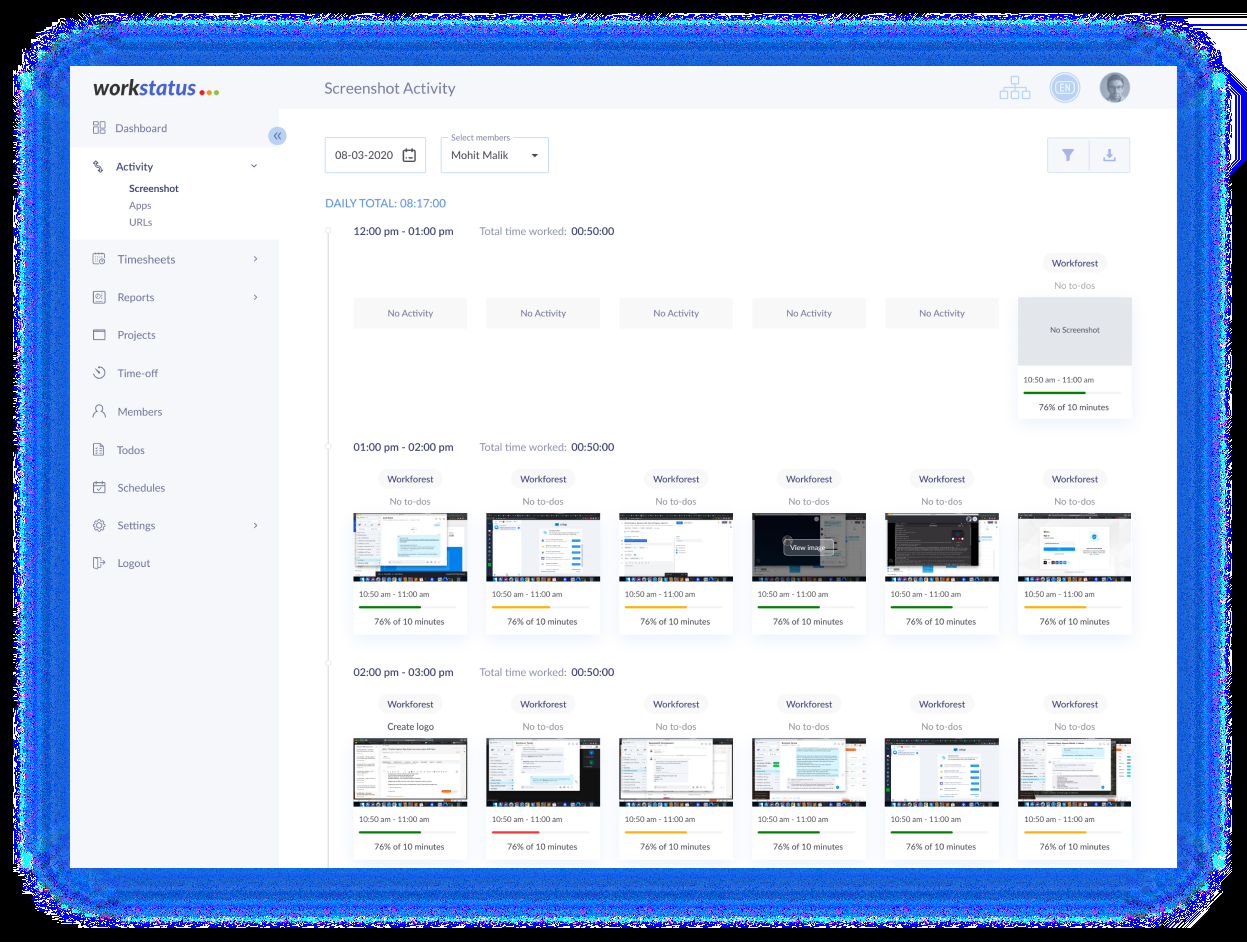 workstatus
Screenshot Activity
EN
Dashboard
Activity
Screenshot
Apps
URLs
Timesheets
Reports
Projects
Time-off
Members
Todos
Schedules
Settings
Logout
08-03-2020
Select members
Mohit Malik
DAILY TOTAL: 08:17:00
12:00 pm - 01:00 pm Total time worked: 00:50:00
Workforest
No to-dos
No Activity No Activity No Activity No Activity No Activity No Screenshot
10:50 am - 11:00 am
76% of 10 minutes
01:00 pm - 02:00 pm Total time worked: 00:50:00
Workforest Workforest Workforest Workforest Workforest Workforest
No to-dos No to-dos No to-dos No to-dos No to-dos No to-dos
View image
10:50 am - 11:00 am 10:50 am - 11:00 am 10:50 am - 11:00 am 10:50 am - 11:00 am 10:50 am - 11:00 am 10:50 am - 11:00 am
76% of 10 minutes 76% of 10 minutes 76% of 10 minutes 76% of 10 minutes 76% of 10 minutes 76% of 10 minutes
02:00 pm - 03:00 pm Total time worked: 00:50:00
Workforest Workforest Workforest Workforest Workforest Workforest
Create logo No to-dos No to-dos No to-dos No to-dos No to-dos
10:50 am - 11:00 am 10:50 am - 11:00 am 10:50 am - 11:00 am 10:50 am - 11:00 am 10:50 am - 11:00 am 10:50 am - 11:00 am
76% of 10 minutes 76% of 10 minutes 76% of 10 minutes 76% of 10 minutes 76% of 10 minutes 76% of 10 minutes